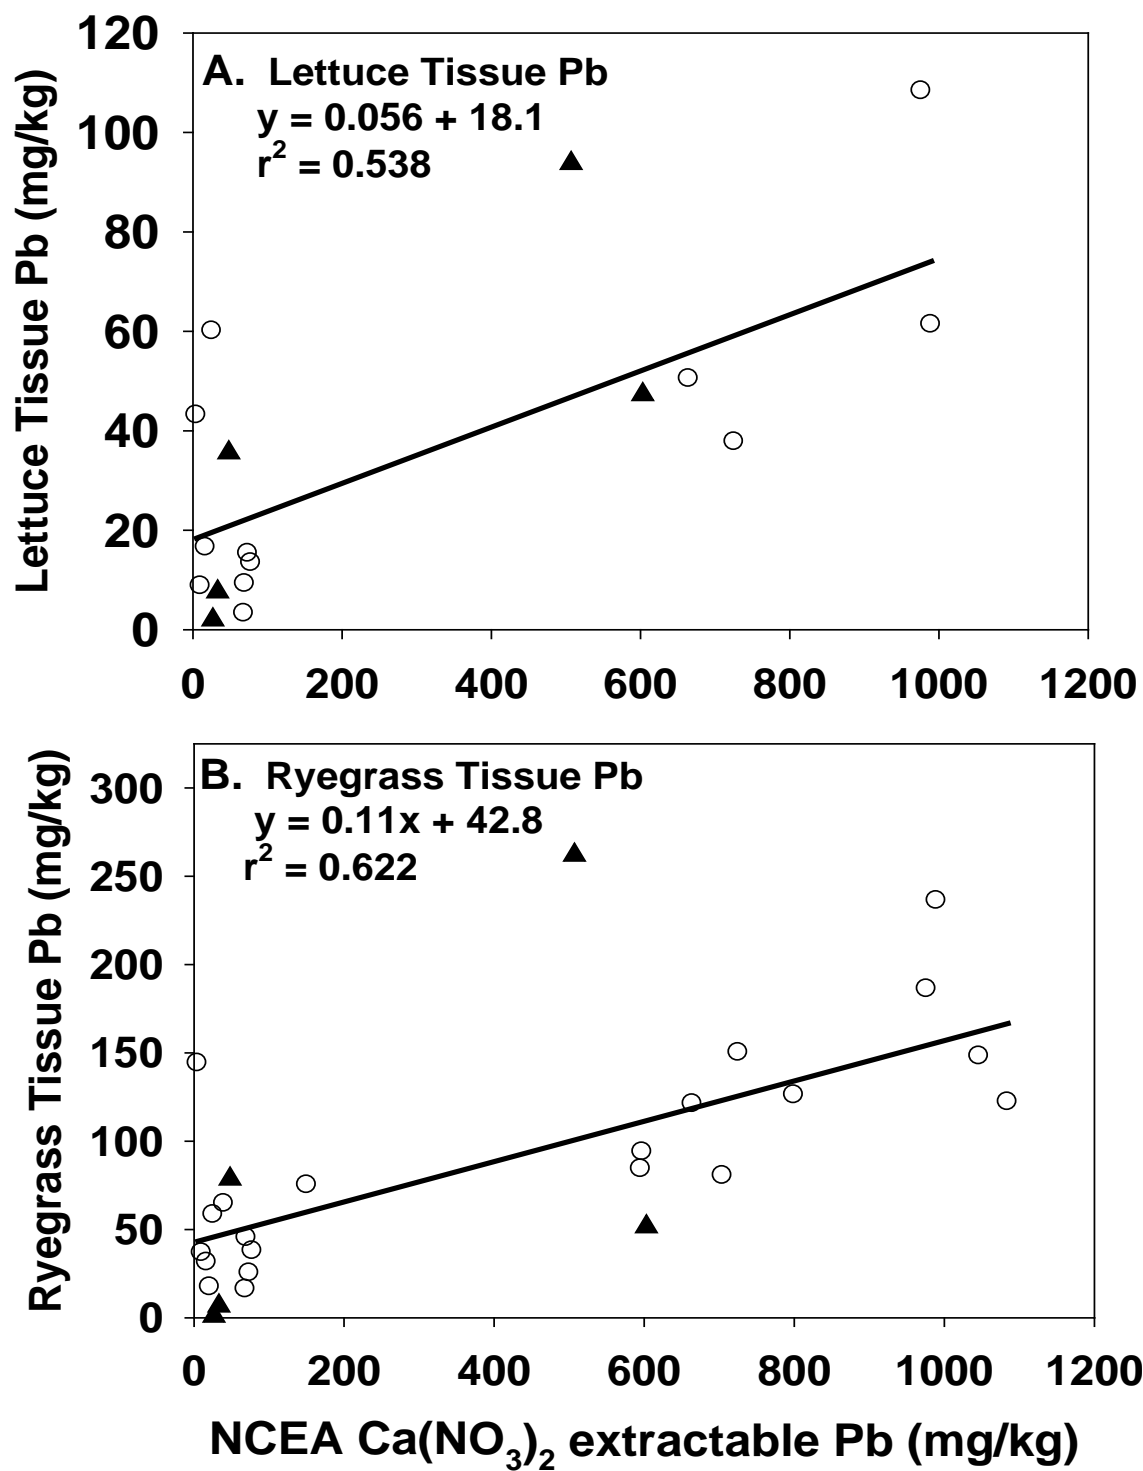 A. Lettuce Tissue Pb
y = 0.056 + 18.1
r² = 0.538
Lettuce Tissue Pb (mg/kg)
120
100
80
60
40
20
0
0 200 400 600 800 1000 1200
B. Ryegrass Tissue Pb
y = 0.11x + 42.8
r² = 0.622
Ryegrass Tissue Pb (mg/kg)
300
250
200
150
100
50
0
0 200 400 600 800 1000 1200
NCEA Ca(NO₃)₂ extractable Pb (mg/kg)